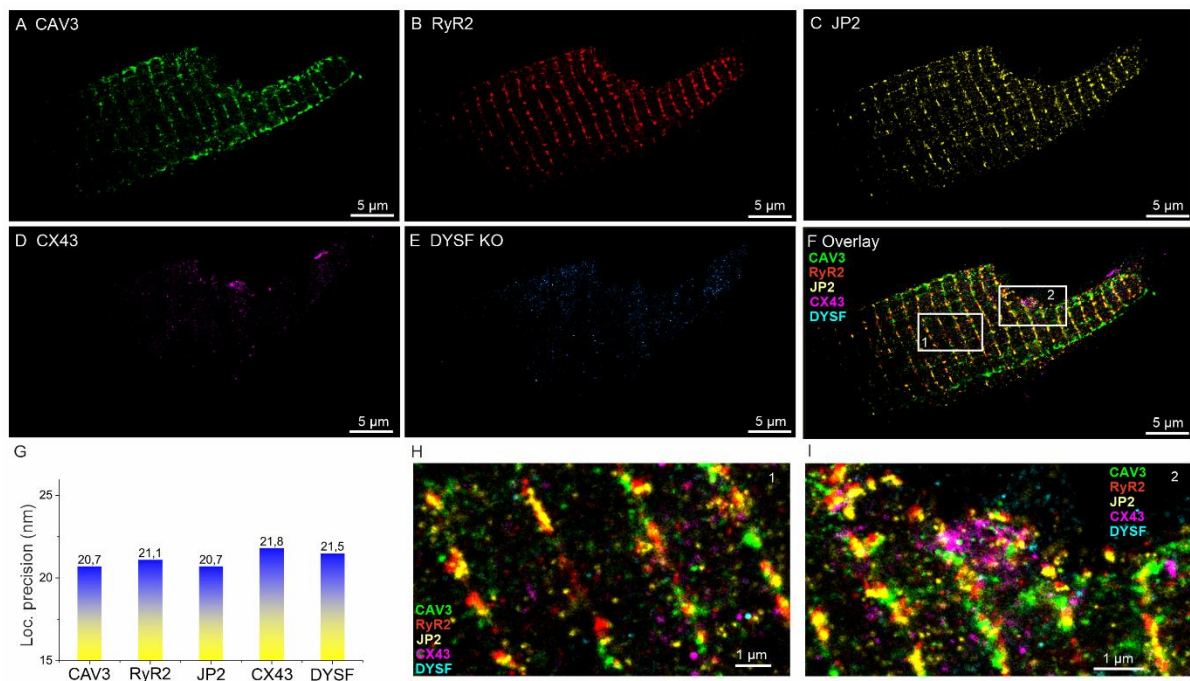 A CAV3
5 µm
B RyR2
5 µm
C JP2
5 µm
D CX43
5 µm
E DYSF KO
5 µm
F Overlay
CAV3
RyR2
JP2
CX43
DYSF
1
2
5 µm
G
Loc. precision (nm)
25
20
15
20,7
21,1
20,7
21,8
21,5
CAV3
RyR2
JP2
CX43
DYSF
H
1
CAV3
RyR2
JP2
CX43
DYSF
1 µm
I
2
CAV3
RyR2
JP2
CX43
DYSF
1 µm